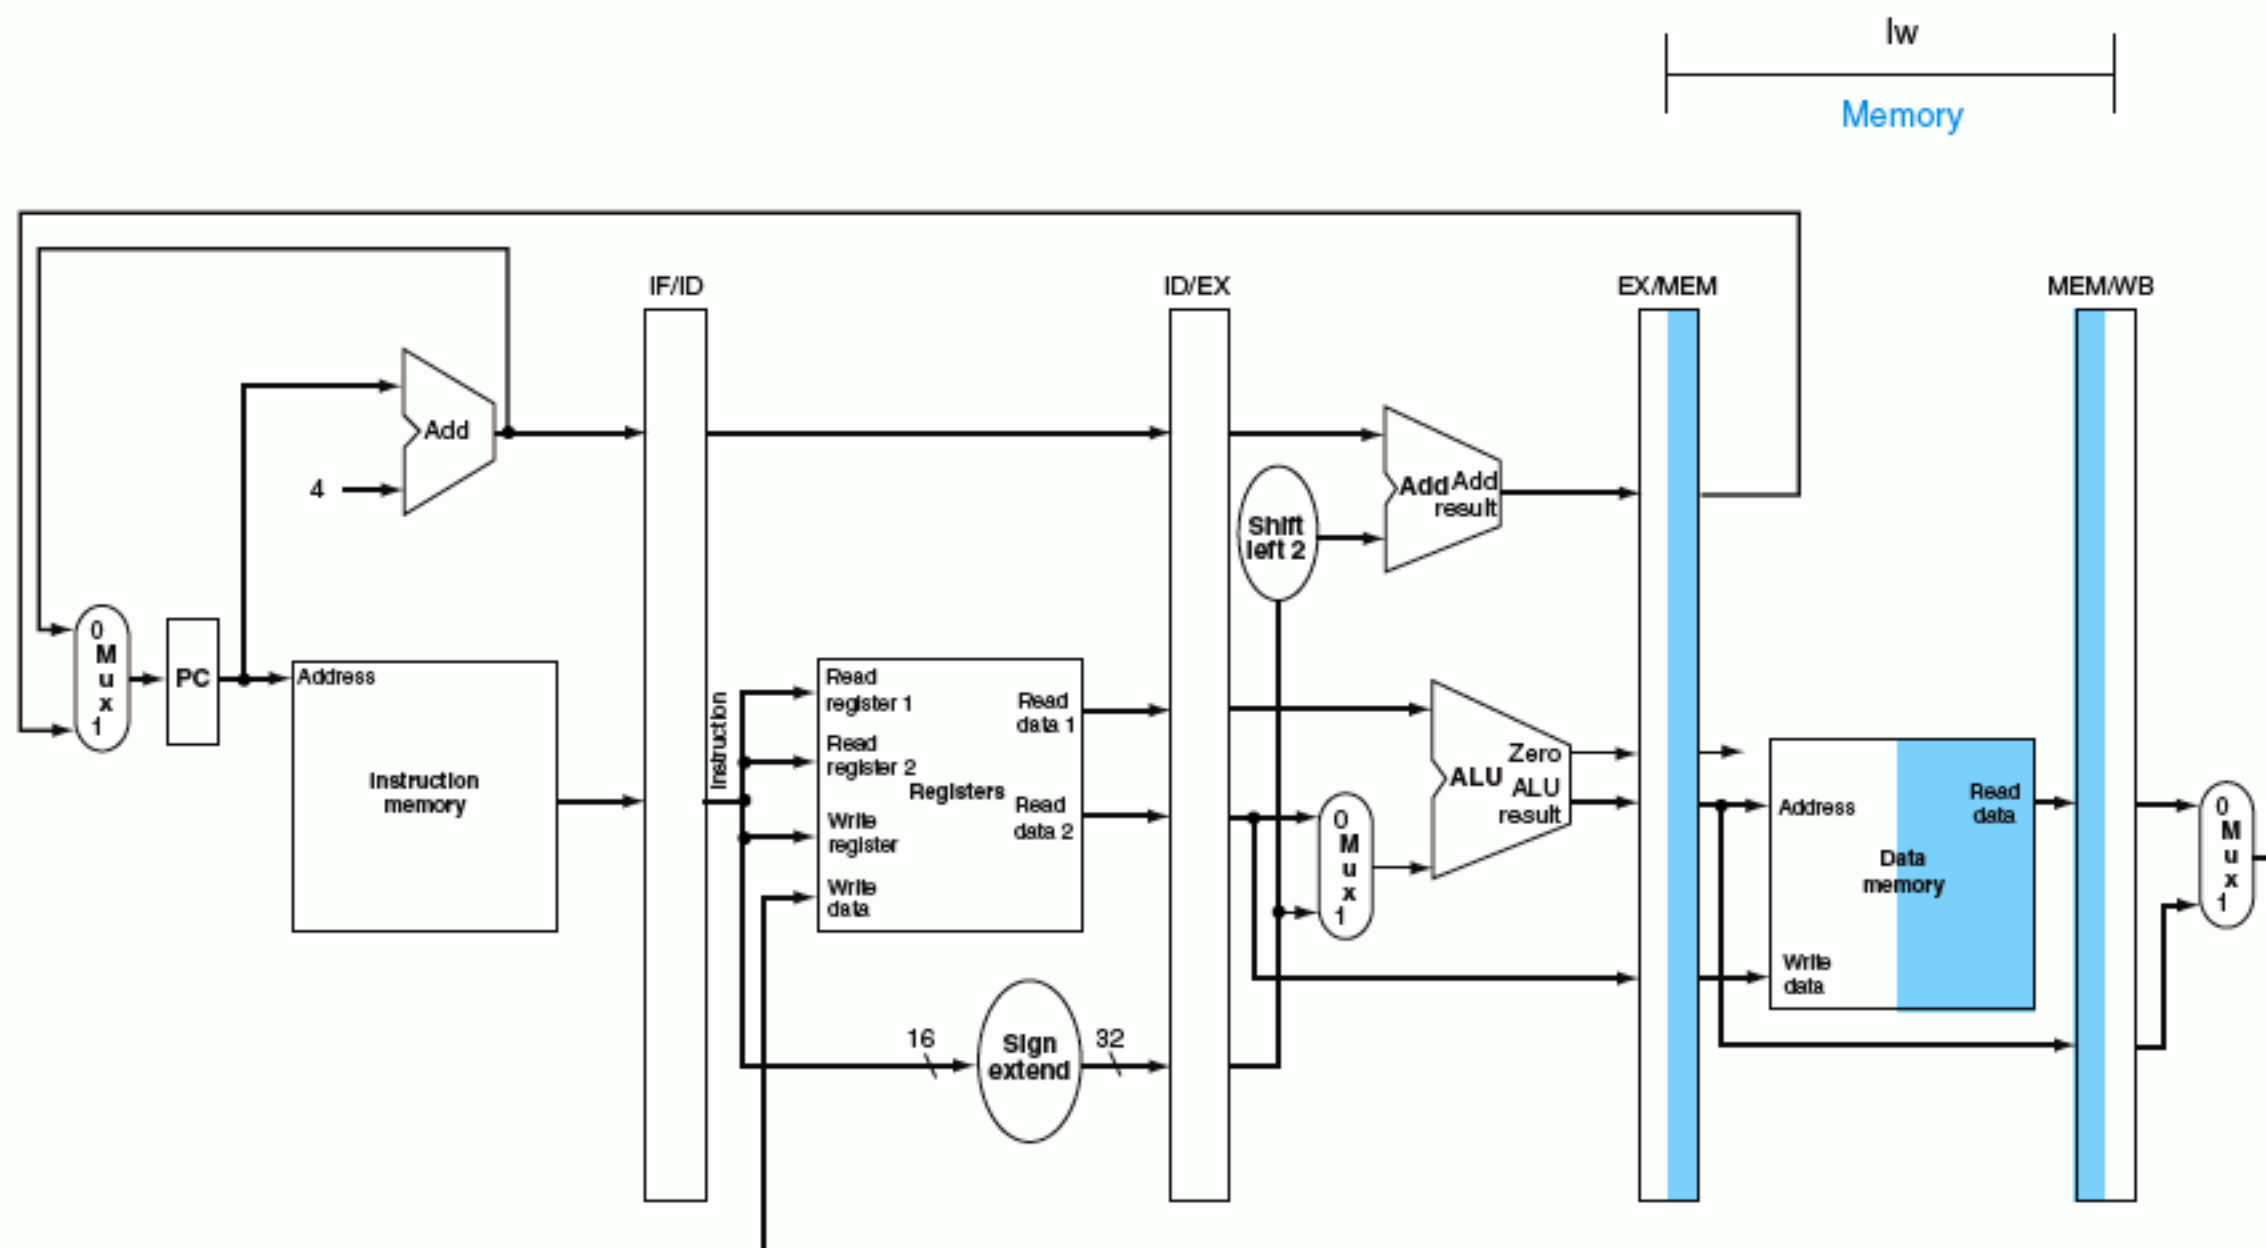 lw
Memory
IF/ID
ID/EX
EX/MEM
MEM/WB
Add
4
Add
Add
result
Shift
left 2
0
M
u
x
1
PC
Address
Instruction
memory
Instruction
Read
register 1
Read
register 2
Write
register
Write
data
Registers
Read
data 1
Read
data 2
0
M
u
x
1
Zero
ALU
ALU
result
Address
Read
data
Data
memory
Write
data
0
M
u
x
1
16
Sign
extend
32